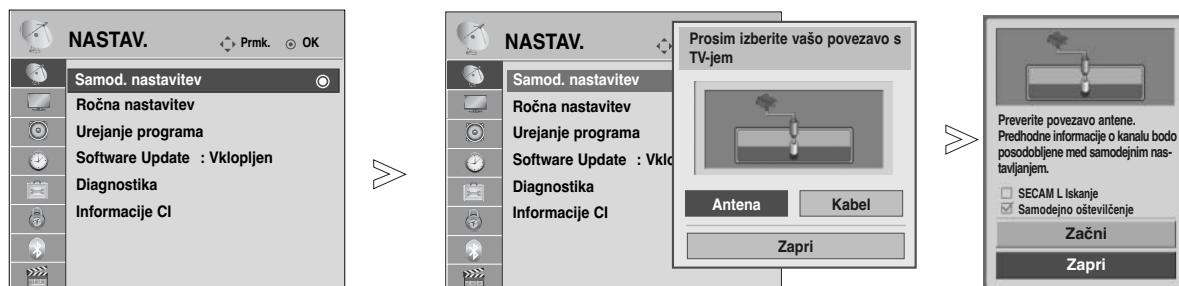 NASTAV.
Prmk. OK
Samod. nastavitev
Ročna nastavitev
Urejanje programa
Software Update : Vklopljen
Diagnostika
Informacije CI
NASTAV.
Samod. nastavitev
Ročna nastavitev
Urejanje programa
Software Update : Vklo
Diagnostika
Informacije CI
Prosim izberite vašo povezavo s
TV-jem
Antena Kabel
Zapri
Preverite povezavo antene.
Predhodne informacije o kanalu bodo
posodobljene med samodejnim nas-
tavljanjem.
SECAM L Iskanje
Samodejno oštevilčenje
Začni
Zapri